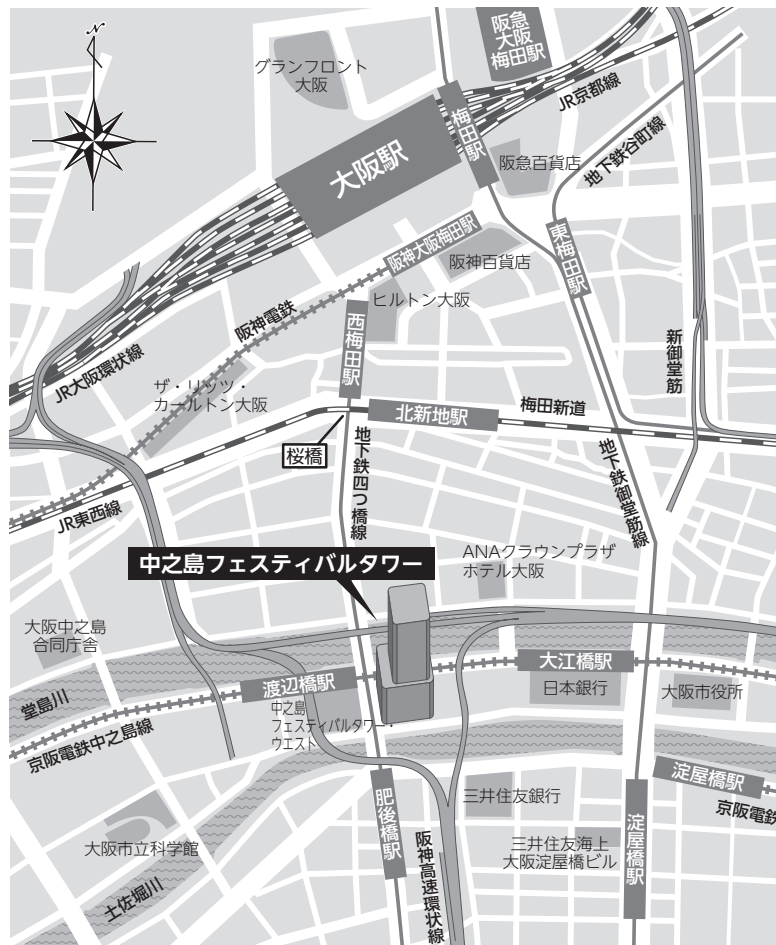 N
阪急
大阪
梅田駅
グランフロント
大阪
JR京都線
梅田駅
大阪駅
阪急百貨店
地下鉄谷町線
阪神大阪梅田駅
東梅田駅
阪神百貨店
阪神電鉄
ヒルトン大阪
西梅田駅
新御堂筋
JR大阪環状線
ザ・リッツ・
カールトン大阪
北新地駅
梅田新道
桜橋
地下鉄四つ橋線
地下鉄御堂筋線
JR東西線
中之島フェスティバルタワー
ANAクラウンプラザ
ホテル大阪
大阪中之島
合同庁舎
大江橋駅
渡辺橋駅
日本銀行
大阪市役所
堂島川
中之島
フェスティバルタワー・
ウエスト
京阪電鉄中之島線
淀屋橋駅
肥後橋駅
三井住友銀行
京阪電鉄
淀屋橋駅
大阪市立科学館
三井住友海上
大阪淀屋橋ビル
阪神高速環状線
土佐堀川